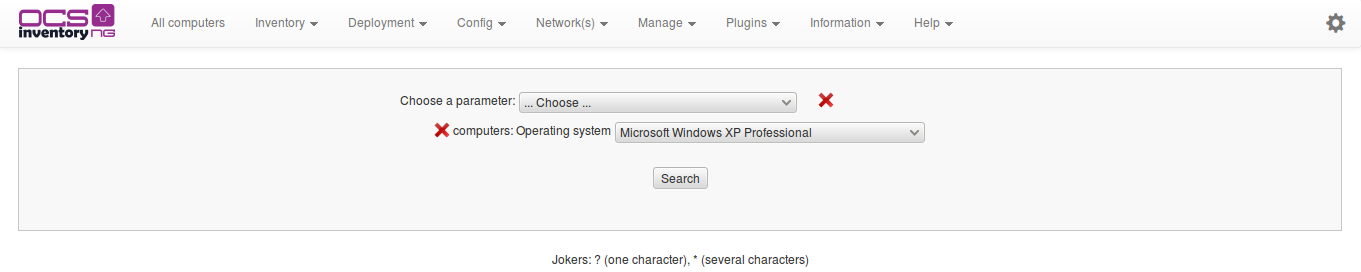 OCS inventory NG
All computers Inventory Deployment Config Network(s) Manage Plugins Information Help
Choose a parameter: ... Choose ...
computers: Operating system Microsoft Windows XP Professional
Search
Jokers: ? (one character), * (several characters)